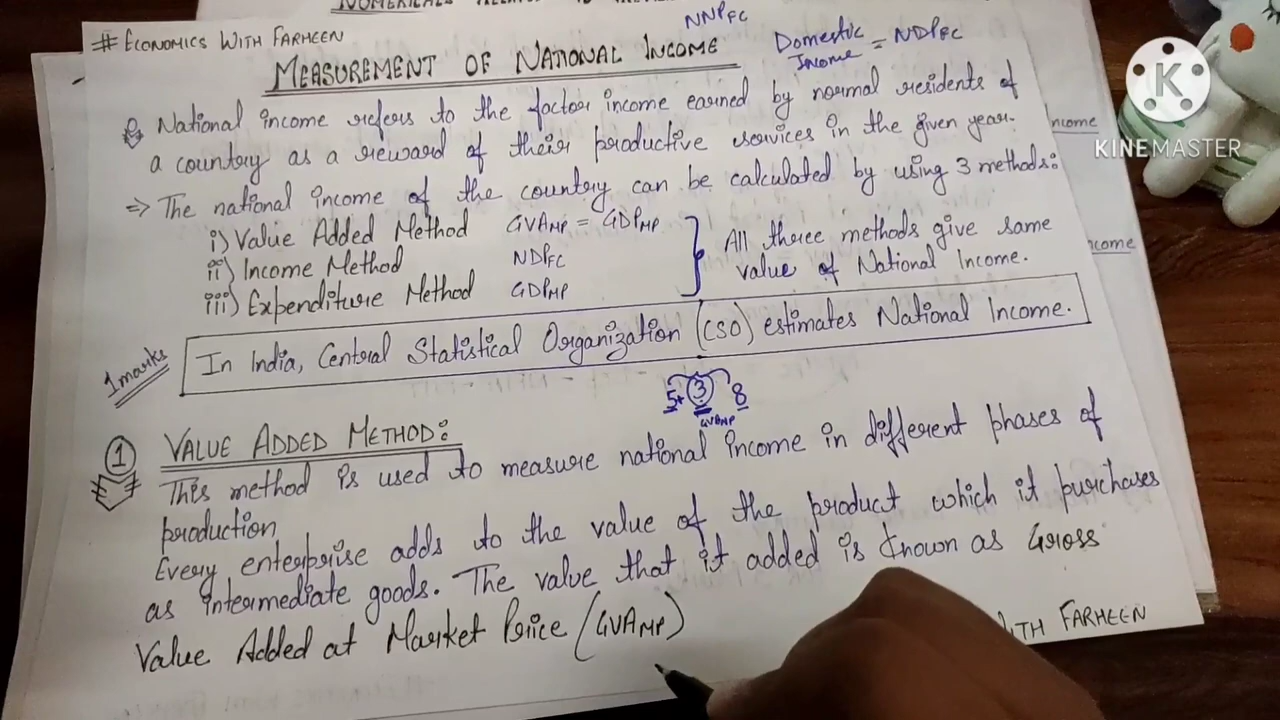 NUMERICALS
# ECONOMICS WITH FARHEEN
NNPFC
MEASUREMENT OF NATIONAL INCOME
Domestic Income = NDPFC
National income refers to the factor income earned by normal residents of
a country as a reward of their productive services in the given year.
⇒ The national income of the country can be calculated by using 3 methods:
i) Value Added Method GVAMP = GDPMP
ii) Income Method NDPFC
iii) Expenditure Method GDPMP
All three methods give same
value of National Income.
1 marks
In India, Central Statistical Organization (CSO) estimates National Income.
5+ 3 8
GVAMP
1 VALUE ADDED METHOD:
This method is used to measure national income in different phases of
production
Every enterprise adds to the value of the product which it purchases
as intermediate goods. The value that it added is known as Gross
Value Added at Market Price (GVAMP)
WITH FARHEEN
ncome
ncome
K
KINEMASTER